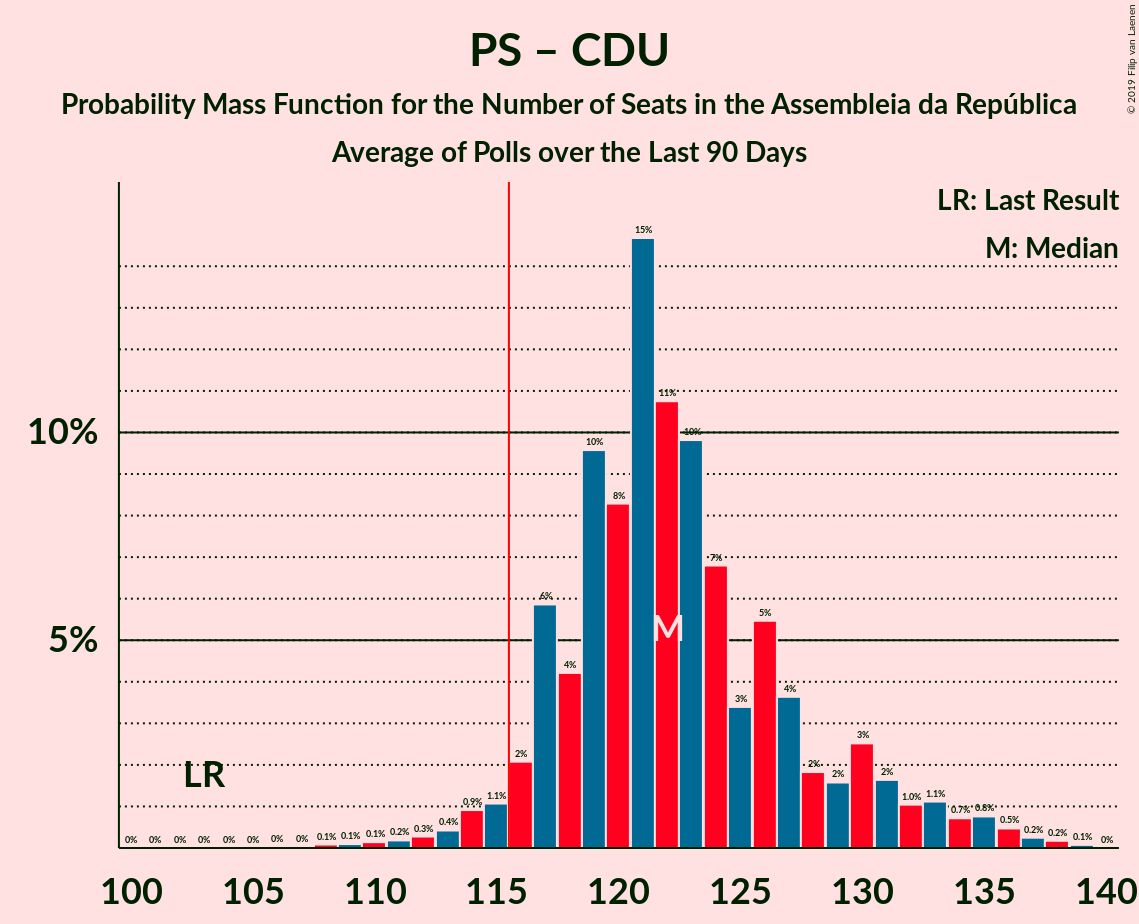 PS – CDU
Probability Mass Function for the Number of Seats in the Assembleia da República
Average of Polls over the Last 90 Days
© 2019 Filip van Laenen
LR: Last Result
M: Median
15%
11%
10%
10%
10%
8%
7%
6%
5%
M
5%
4%
4%
3%
3%
LR
2%
2%
2%
2%
1.1%
0.9%
1.0%
1.1%
0.7%
0.8%
0.4%
0.5%
0% 0% 0% 0% 0% 0% 0% 0% 0.1% 0.1% 0.1% 0.2% 0.3% 0.2% 0.2% 0.1% 0%
100 105 110 115 120 125 130 135 140